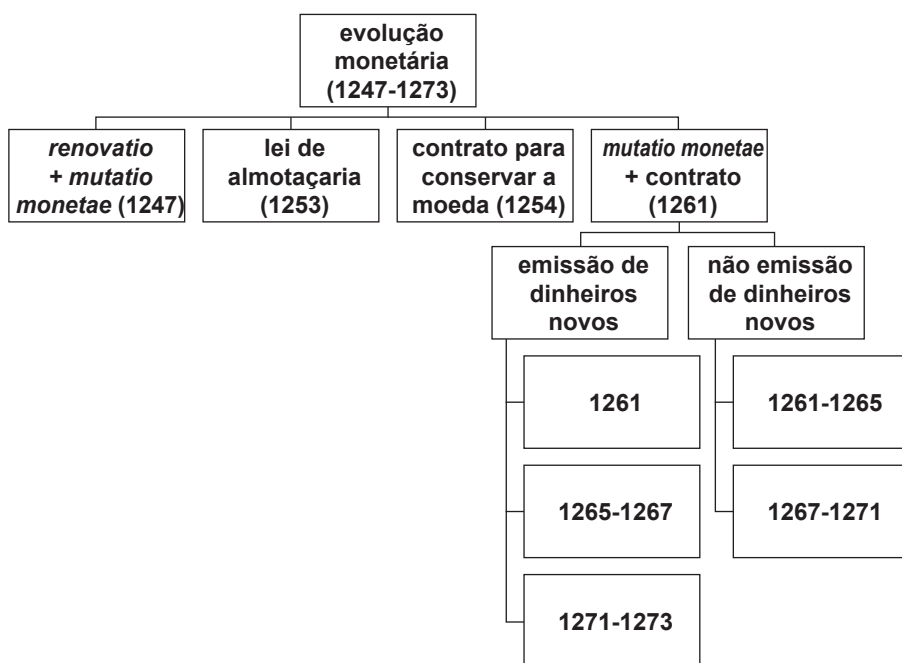 evolução
monetária
(1247-1273)
renovatio
+ mutatio
monetae (1247)
lei de
almotaçaria
(1253)
contrato para
conservar a
moeda (1254)
mutatio monetae
+ contrato
(1261)
emissão de
dinheiros
novos
não emissão
de dinheiros
novos
1261
1261-1265
1265-1267
1267-1271
1271-1273